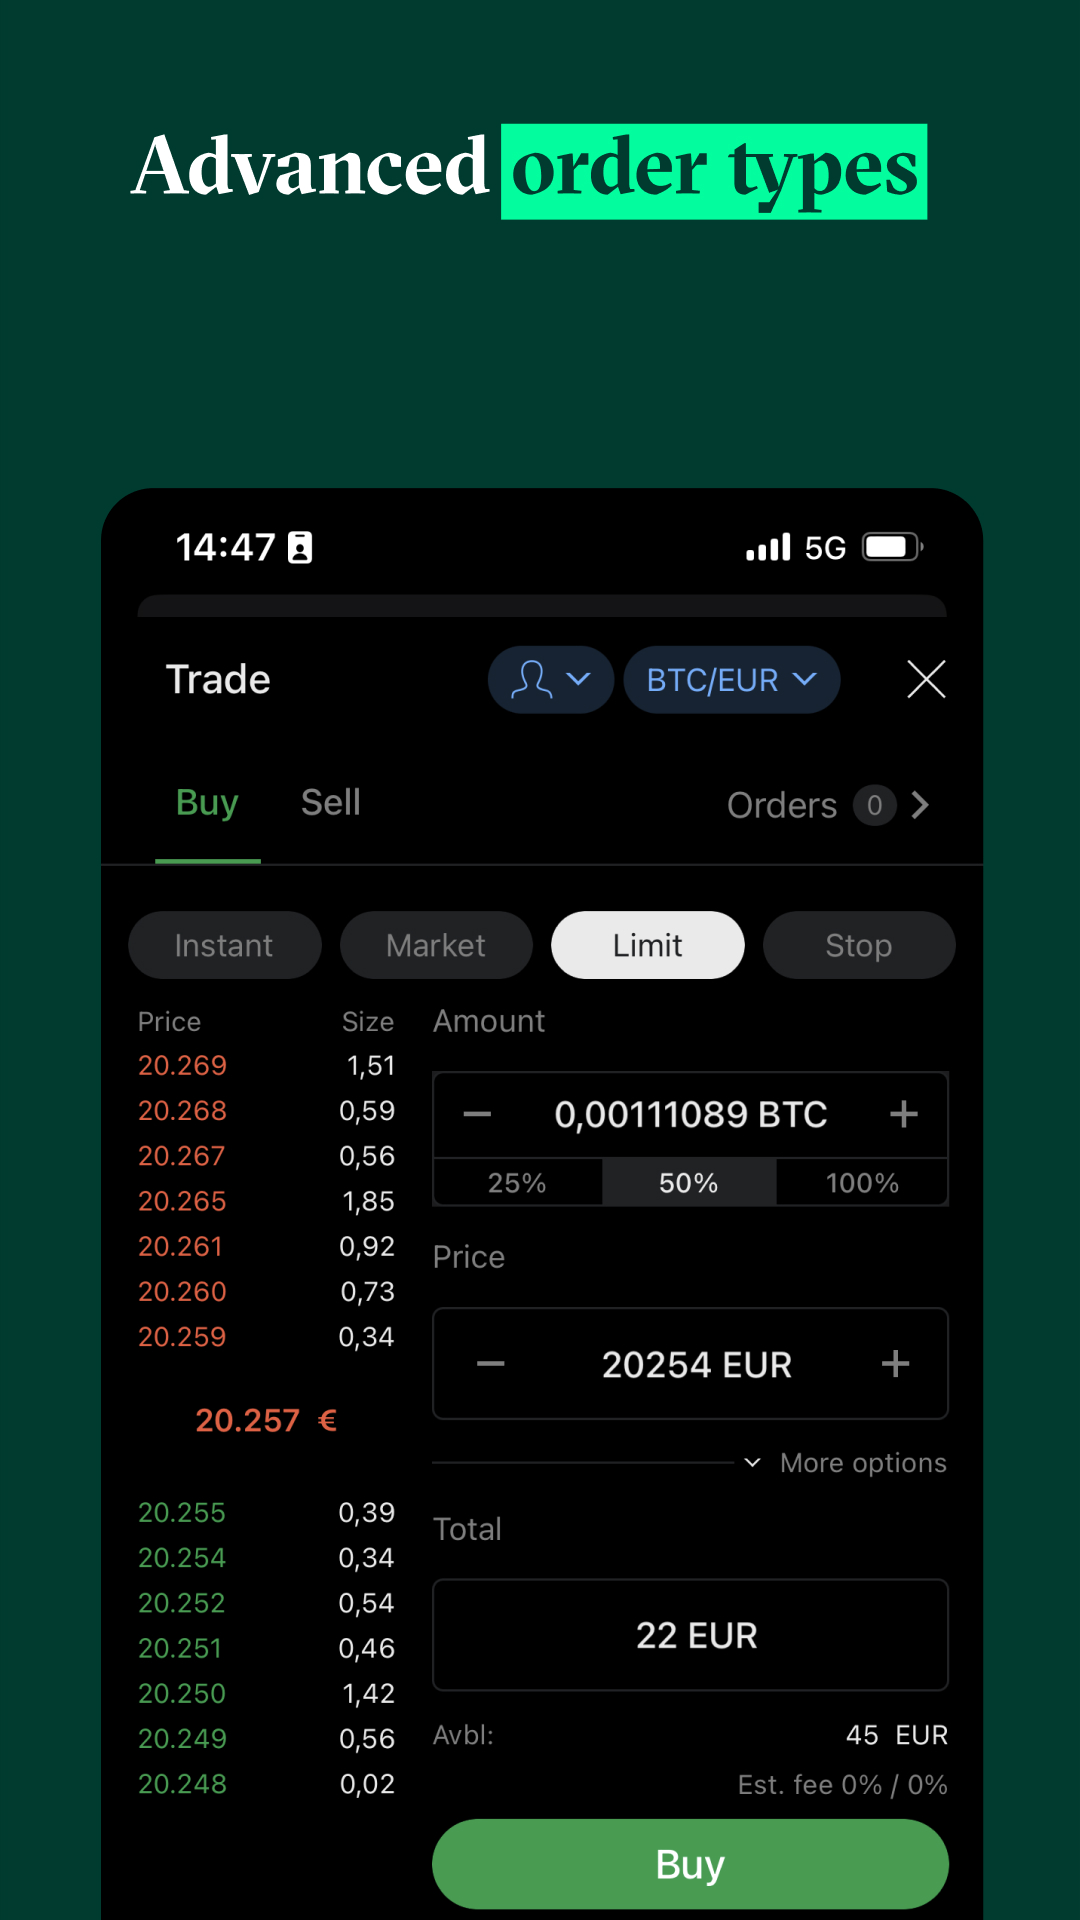 Advanced order types
14:47
5G
Trade
BTC/EUR
Buy
Sell
Orders 0
Instant
Market
Limit
Stop
Price Size
20.269 1,51
20.268 0,59
20.267 0,56
20.265 1,85
20.261 0,92
20.260 0,73
20.259 0,34
20.257 €
20.255 0,39
20.254 0,34
20.252 0,54
20.251 0,46
20.250 1,42
20.249 0,56
20.248 0,02
Amount
− 0,00111089 BTC +
25% 50% 100%
Price
− 20254 EUR +
More options
Total
22 EUR
Avbl: 45 EUR
Est. fee 0% / 0%
Buy